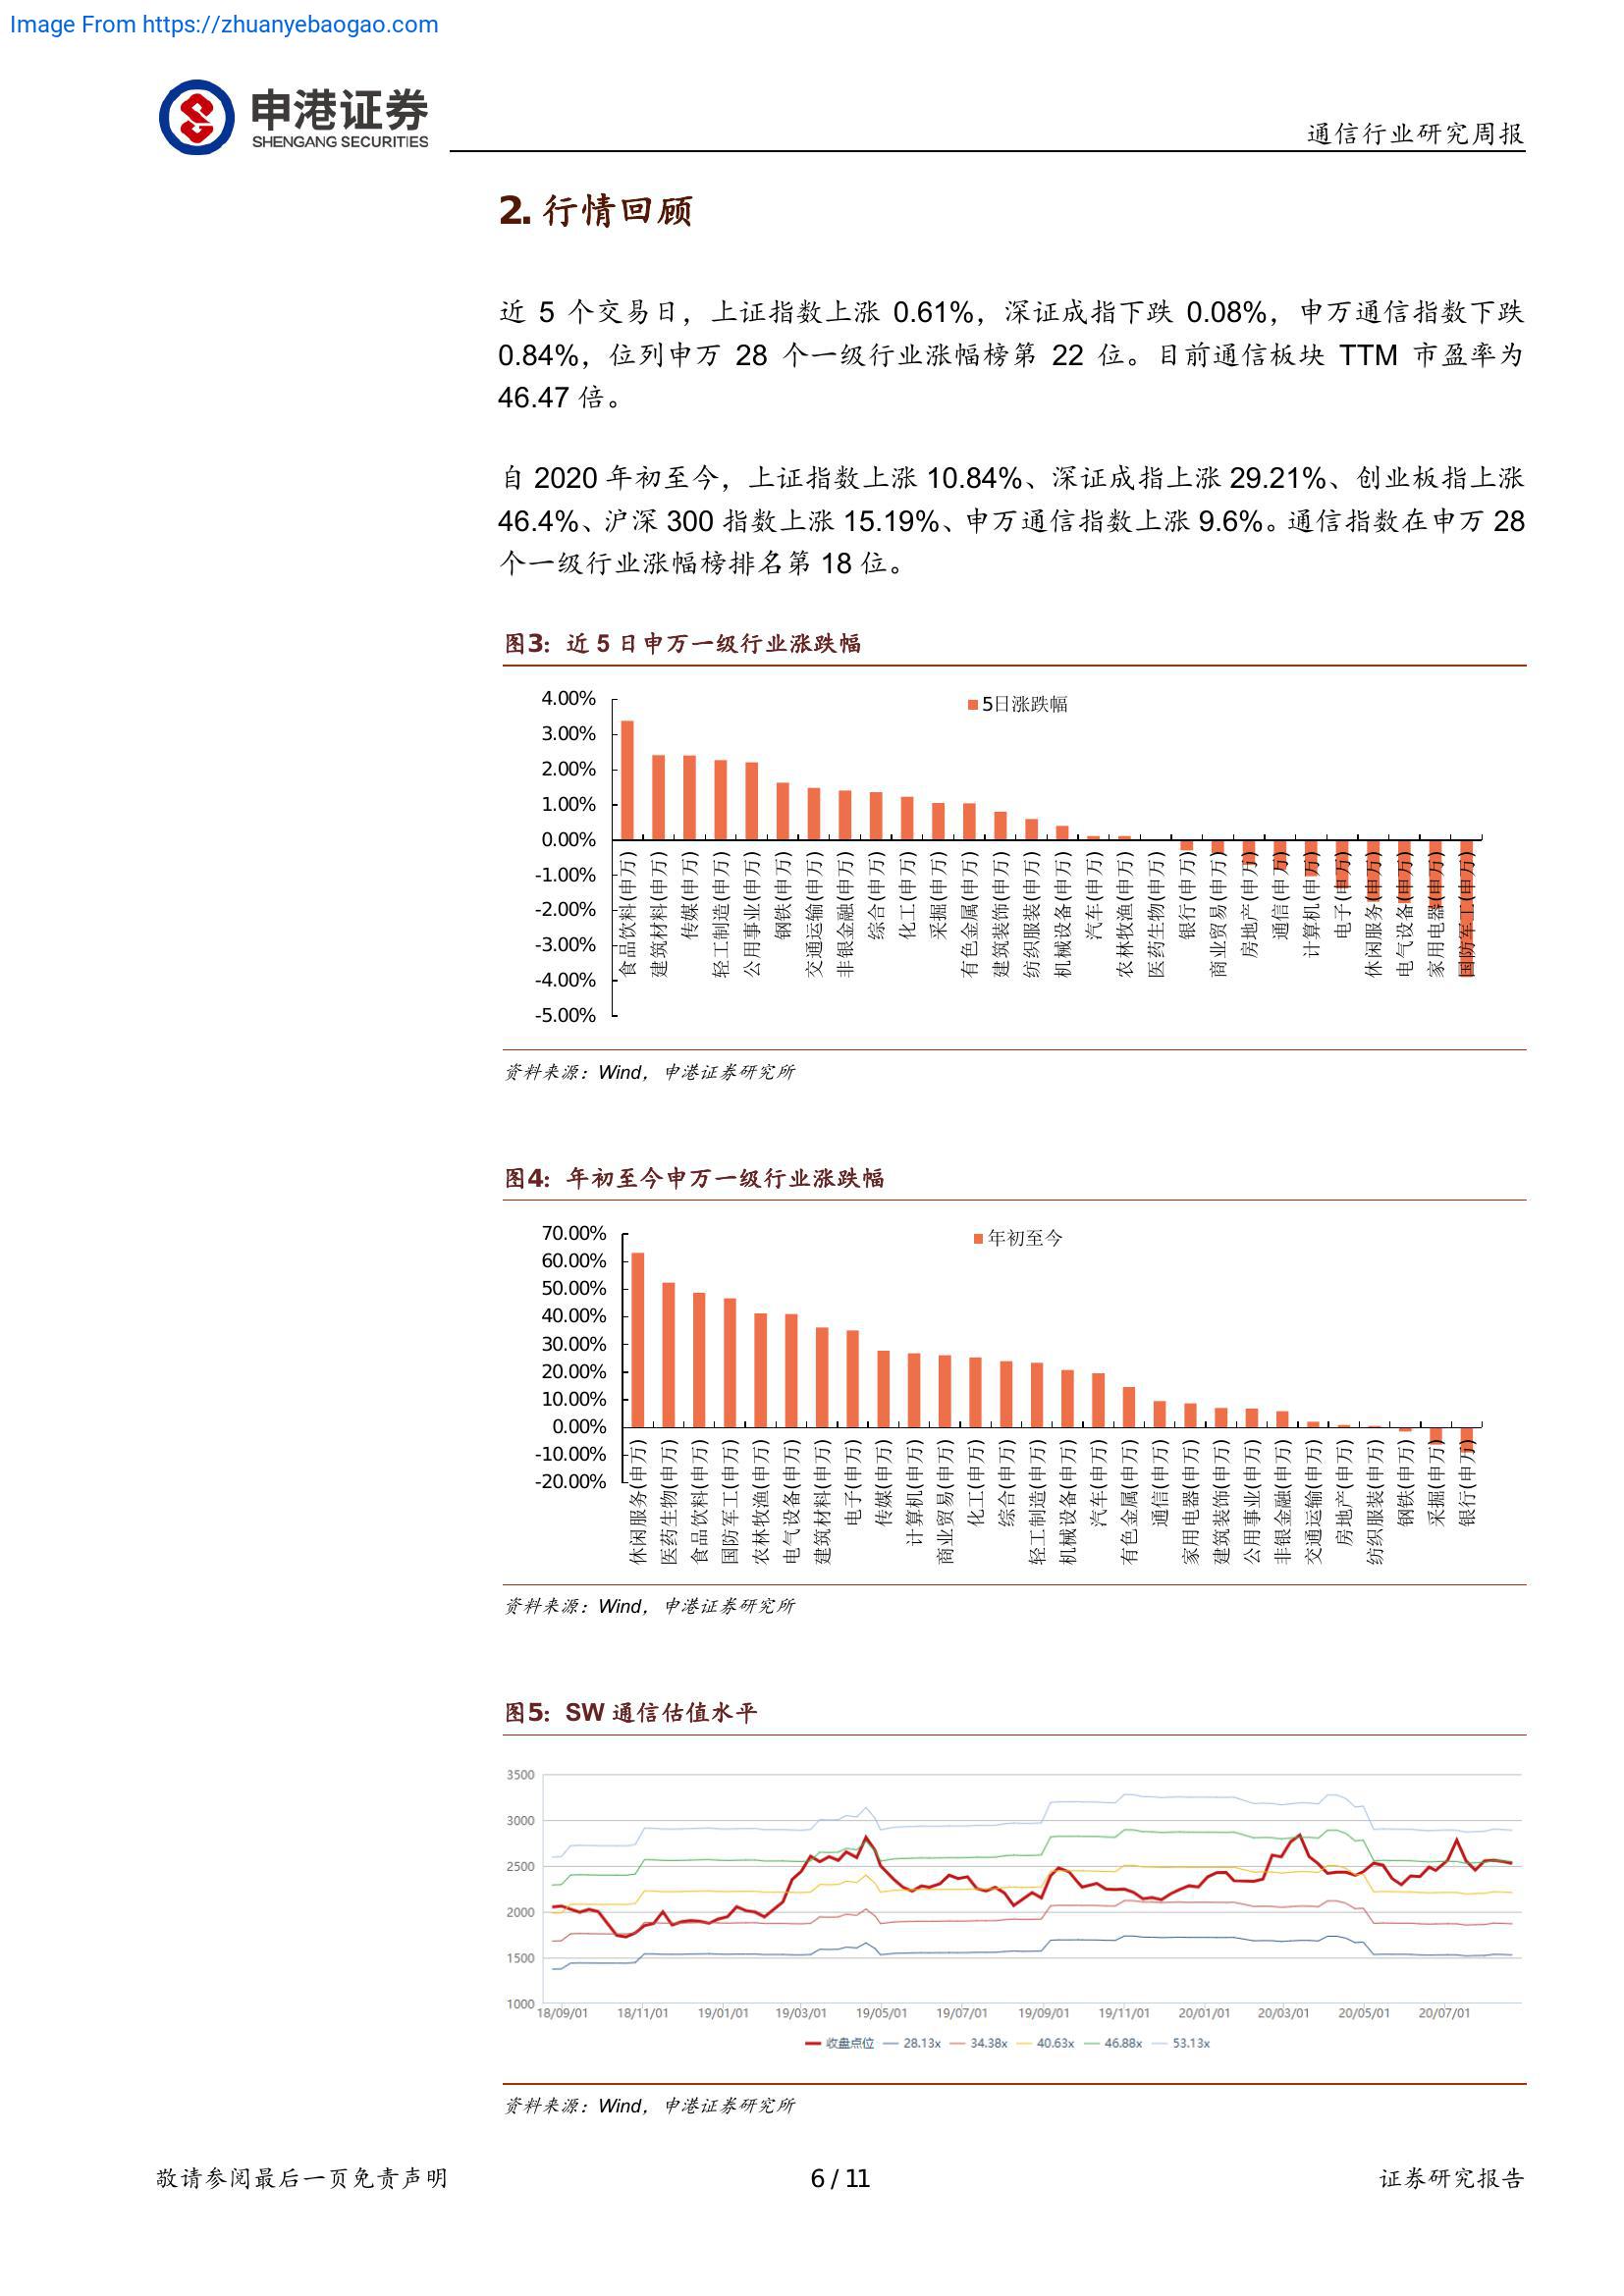 Image From https://zhuanyebaogao.com
申港证券
SHENGANG SECURITIES
通信行业研究周报
2. 行情回顾
近 5 个交易日，上证指数上涨 0.61%，深证成指下跌 0.08%，申万通信指数下跌
0.84%，位列申万 28 个一级行业涨幅榜第 22 位。目前通信板块 TTM 市盈率为
46.47 倍。
自 2020 年初至今，上证指数上涨 10.84%、深证成指上涨 29.21%、创业板指上涨
46.4%、沪深 300 指数上涨 15.19%、申万通信指数上涨 9.6%。通信指数在申万 28
个一级行业涨幅榜排名第 18 位。
图3：近 5 日申万一级行业涨跌幅
5日涨跌幅
4.00%
3.00%
2.00%
1.00%
0.00%
-1.00%
-2.00%
-3.00%
-4.00%
-5.00%
食品饮料(申万)
建筑材料(申万)
传媒(申万)
轻工制造(申万)
公用事业(申万)
钢铁(申万)
交通运输(申万)
非银金融(申万)
综合(申万)
化工(申万)
采掘(申万)
有色金属(申万)
建筑装饰(申万)
纺织服装(申万)
机械设备(申万)
汽车(申万)
农林牧渔(申万)
医药生物(申万)
银行(申万)
商业贸易(申万)
房地产(申万)
通信(申万)
计算机(申万)
电子(申万)
休闲服务(申万)
电气设备(申万)
家用电器(申万)
国防军工(申万)
资料来源：Wind，申港证券研究所
图4：年初至今申万一级行业涨跌幅
年初至今
70.00%
60.00%
50.00%
40.00%
30.00%
20.00%
10.00%
0.00%
-10.00%
-20.00%
休闲服务(申万)
医药生物(申万)
食品饮料(申万)
国防军工(申万)
农林牧渔(申万)
电气设备(申万)
建筑材料(申万)
电子(申万)
传媒(申万)
计算机(申万)
商业贸易(申万)
化工(申万)
综合(申万)
轻工制造(申万)
机械设备(申万)
汽车(申万)
有色金属(申万)
通信(申万)
家用电器(申万)
建筑装饰(申万)
公用事业(申万)
非银金融(申万)
交通运输(申万)
房地产(申万)
纺织服装(申万)
钢铁(申万)
采掘(申万)
银行(申万)
资料来源：Wind，申港证券研究所
图5：SW 通信估值水平
3500
3000
2500
2000
1500
1000
18/09/01 18/11/01 19/01/01 19/03/01 19/05/01 19/07/01 19/09/01 19/11/01 20/01/01 20/03/01 20/05/01 20/07/01
收盘点位 28.13x 34.38x 40.63x 46.88x 53.13x
资料来源：Wind，申港证券研究所
敬请参阅最后一页免责声明 6 / 11 证券研究报告